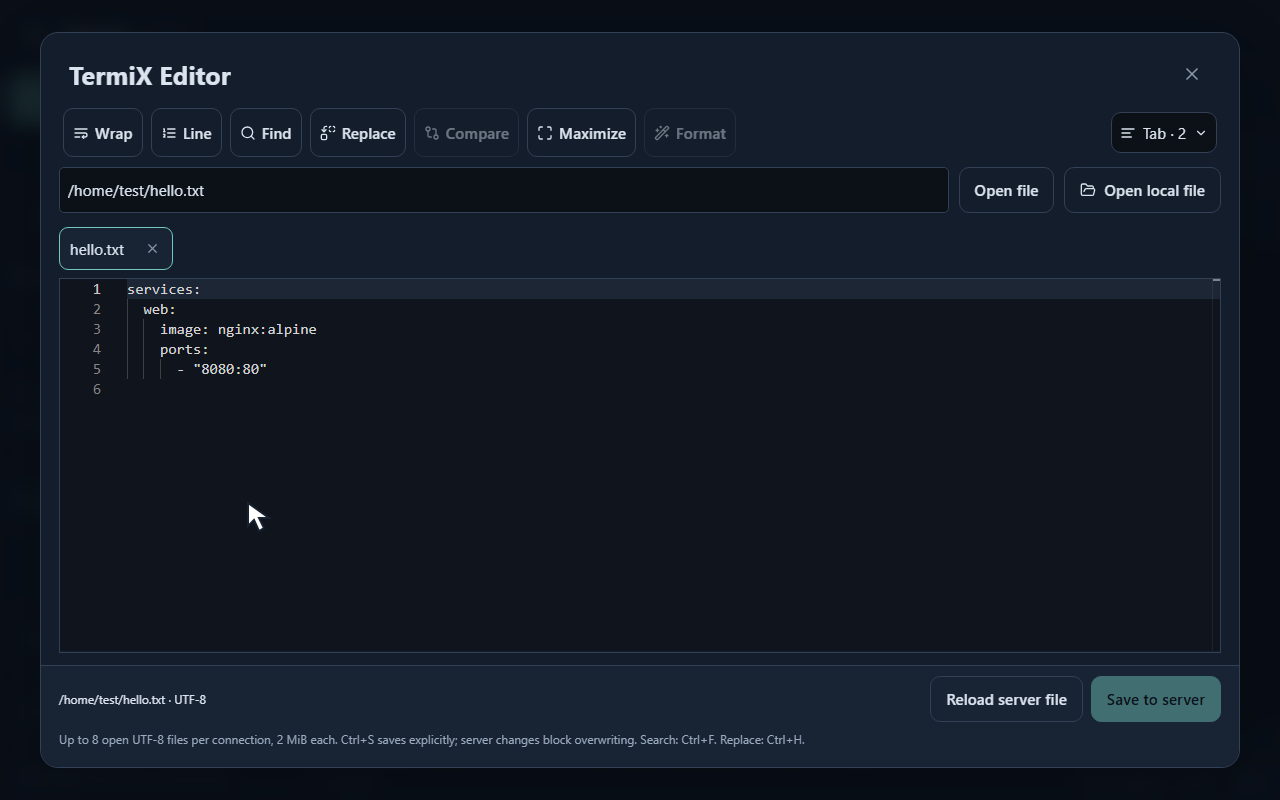 TermiX Editor
Wrap Line Find Replace Compare Maximize Format Tab · 2
/home/test/hello.txt Open file Open local file
hello.txt
1 services:
2   web:
3     image: nginx:alpine
4     ports:
5       - "8080:80"
6
/home/test/hello.txt · UTF-8 Reload server file Save to server
Up to 8 open UTF-8 files per connection, 2 MiB each. Ctrl+S saves explicitly; server changes block overwriting. Search: Ctrl+F. Replace: Ctrl+H.